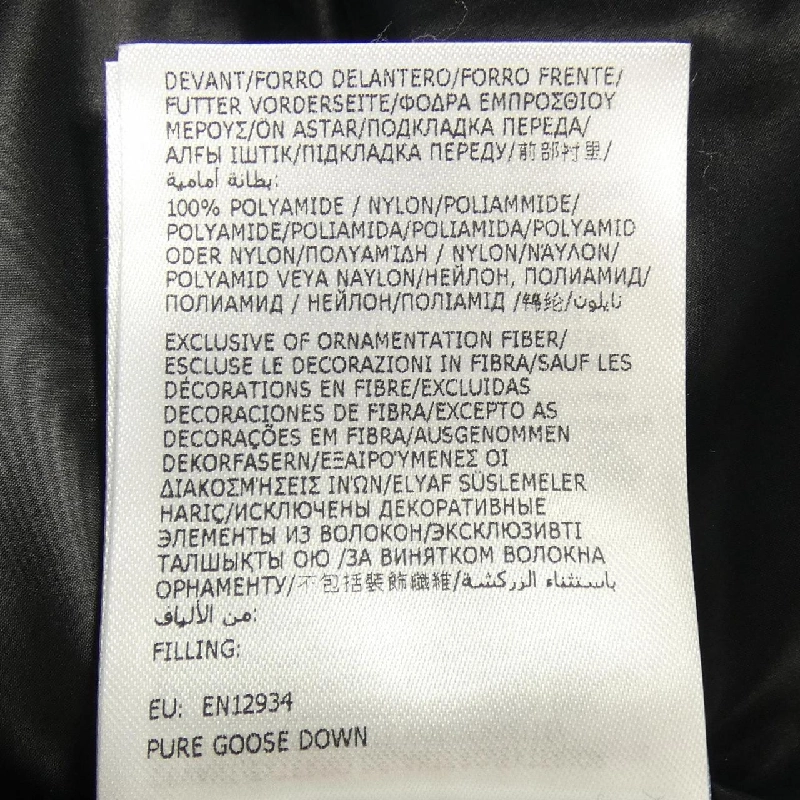 DEVANT/FORRO DELANTERO/FORRO FRENTE/
FUTTER VORDERSEITE/ΦΟΔΡΑ ΕΜΠΡΟΣΘΙΟΥ
ΜΕΡΟΥΣ/ÖN ASTAR/ПОДКЛАДКА ПЕРЕДА/
АЛҒЫ ІШТІК/ПІДКЛАДКА ПЕРЕДУ/前部衬里/
بطانة أمامية:
100% POLYAMIDE / NYLON/POLIAMMIDE/
POLYAMIDE/POLIAMIDA/POLIAMIDA/POLYAMID
ODER NYLON/ΠΟΛΥΑΜΊΔΗ / NYLON/ΝΆΥΛΟΝ/
POLYAMID VEYA NAYLON/НЕЙЛОН, ПОЛИАМИД/
ПОЛИАМИД / НЕЙЛОН/ПОЛІАМІД /锦纶/نايلون
EXCLUSIVE OF ORNAMENTATION FIBER/
ESCLUSE LE DECORAZIONI IN FIBRA/SAUF LES
DÉCORATIONS EN FIBRE/EXCLUIDAS
DECORACIONES DE FIBRA/EXCEPTO AS
DECORAÇÕES EM FIBRA/AUSGENOMMEN
DEKORFASERN/ΕΞΑΙΡΟΎΜΕΝΕΣ ΟΙ
ΔΙΑΚΟΣΜΉΣΕΙΣ ΙΝΏΝ/ELYAF SÜSLEMELER
HARIÇ/ИСКЛЮЧЕНЫ ДЕКОРАТИВНЫЕ
ЭЛЕМЕНТЫ ИЗ ВОЛОКОН/ЭКСКЛЮЗИВТІ
ТАЛШЫҚТЫ ОЮ /ЗА ВИНЯТКОМ ВОЛОКНА
ОРНАМЕНТУ/不包括裝飾纖維/باستثناء الزركشة
من الألياف:
FILLING:
EU: EN12934
PURE GOOSE DOWN